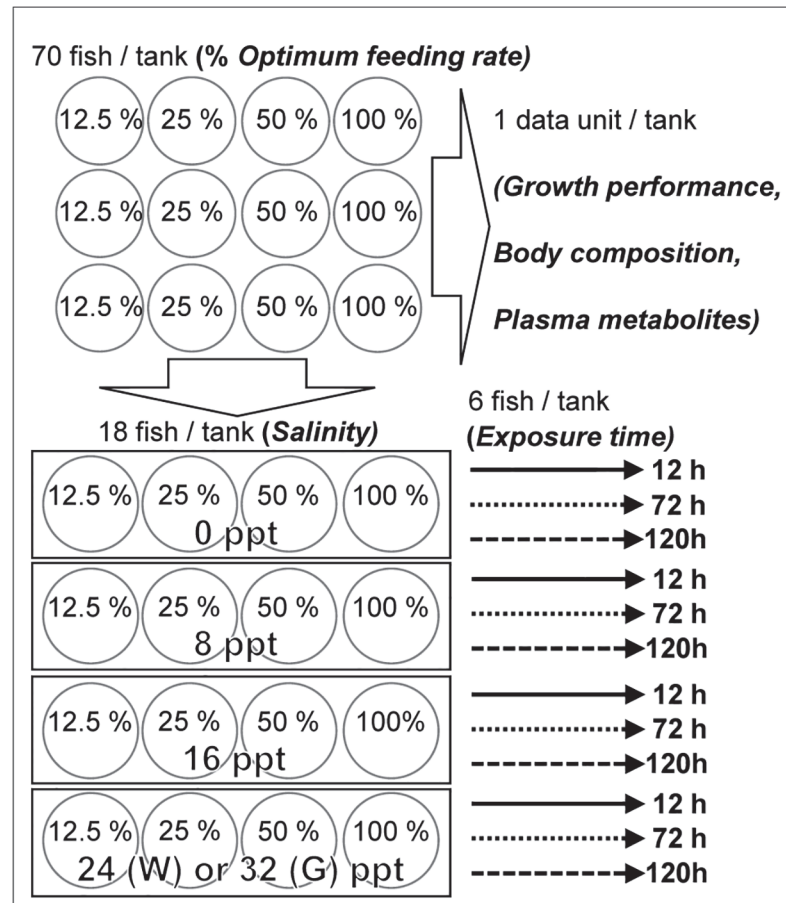 70 fish / tank (% Optimum feeding rate)
12.5 % 25 % 50 % 100 %
12.5 % 25 % 50 % 100 %
12.5 % 25 % 50 % 100 %
1 data unit / tank
(Growth performance,
Body composition,
Plasma metabolites)
18 fish / tank (Salinity)
6 fish / tank
(Exposure time)
12.5 % 25 % 50 % 100 %
0 ppt
12 h
72 h
120h
12.5 % 25 % 50 % 100 %
8 ppt
12 h
72 h
120h
12.5 % 25 % 50 % 100%
16 ppt
12 h
72 h
120h
12.5 % 25 % 50 % 100 %
24 (W) or 32 (G) ppt
12 h
72 h
120h